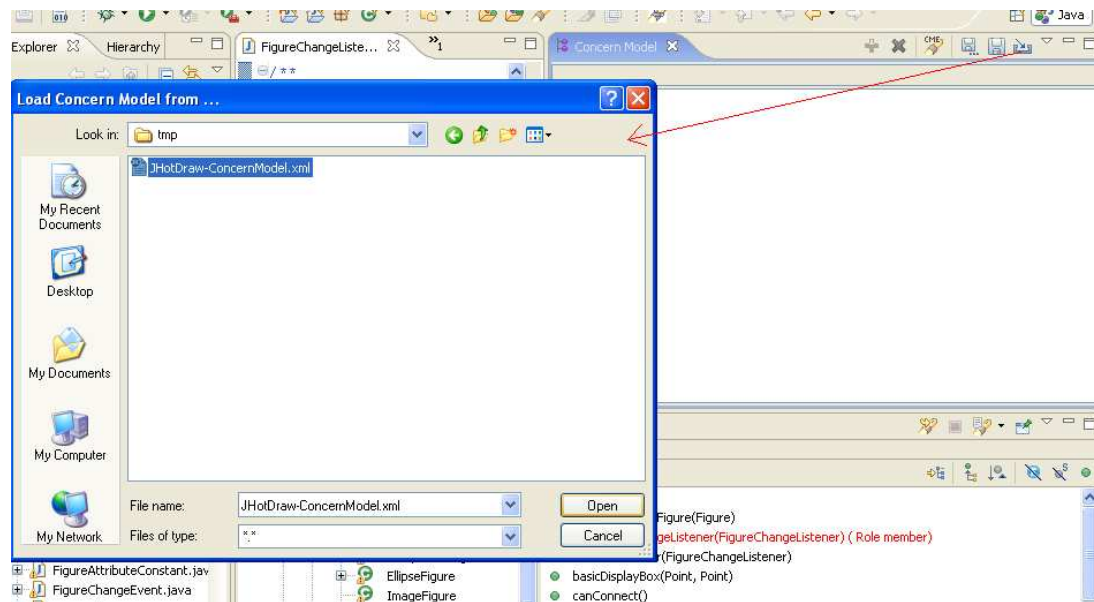 010
Java
Explorer
Hierarchy
FigureChangeListe...
»1
Concern Model
CME
/**
Load Concern Model from ...
Look in:
tmp
JHotDraw-ConcernModel.xml
My Recent Documents
Desktop
My Documents
My Computer
My Network
File name:
JHotDraw-ConcernModel.xml
Open
Files of type:
*.*
Cancel
Figure(Figure)
geListener(FigureChangeListener) ( Role member)
r(FigureChangeListener)
basicDisplayBox(Point, Point)
canConnect()
FigureAttributeConstant.jav
FigureChangeEvent.java
EllipseFigure
ImageFigure